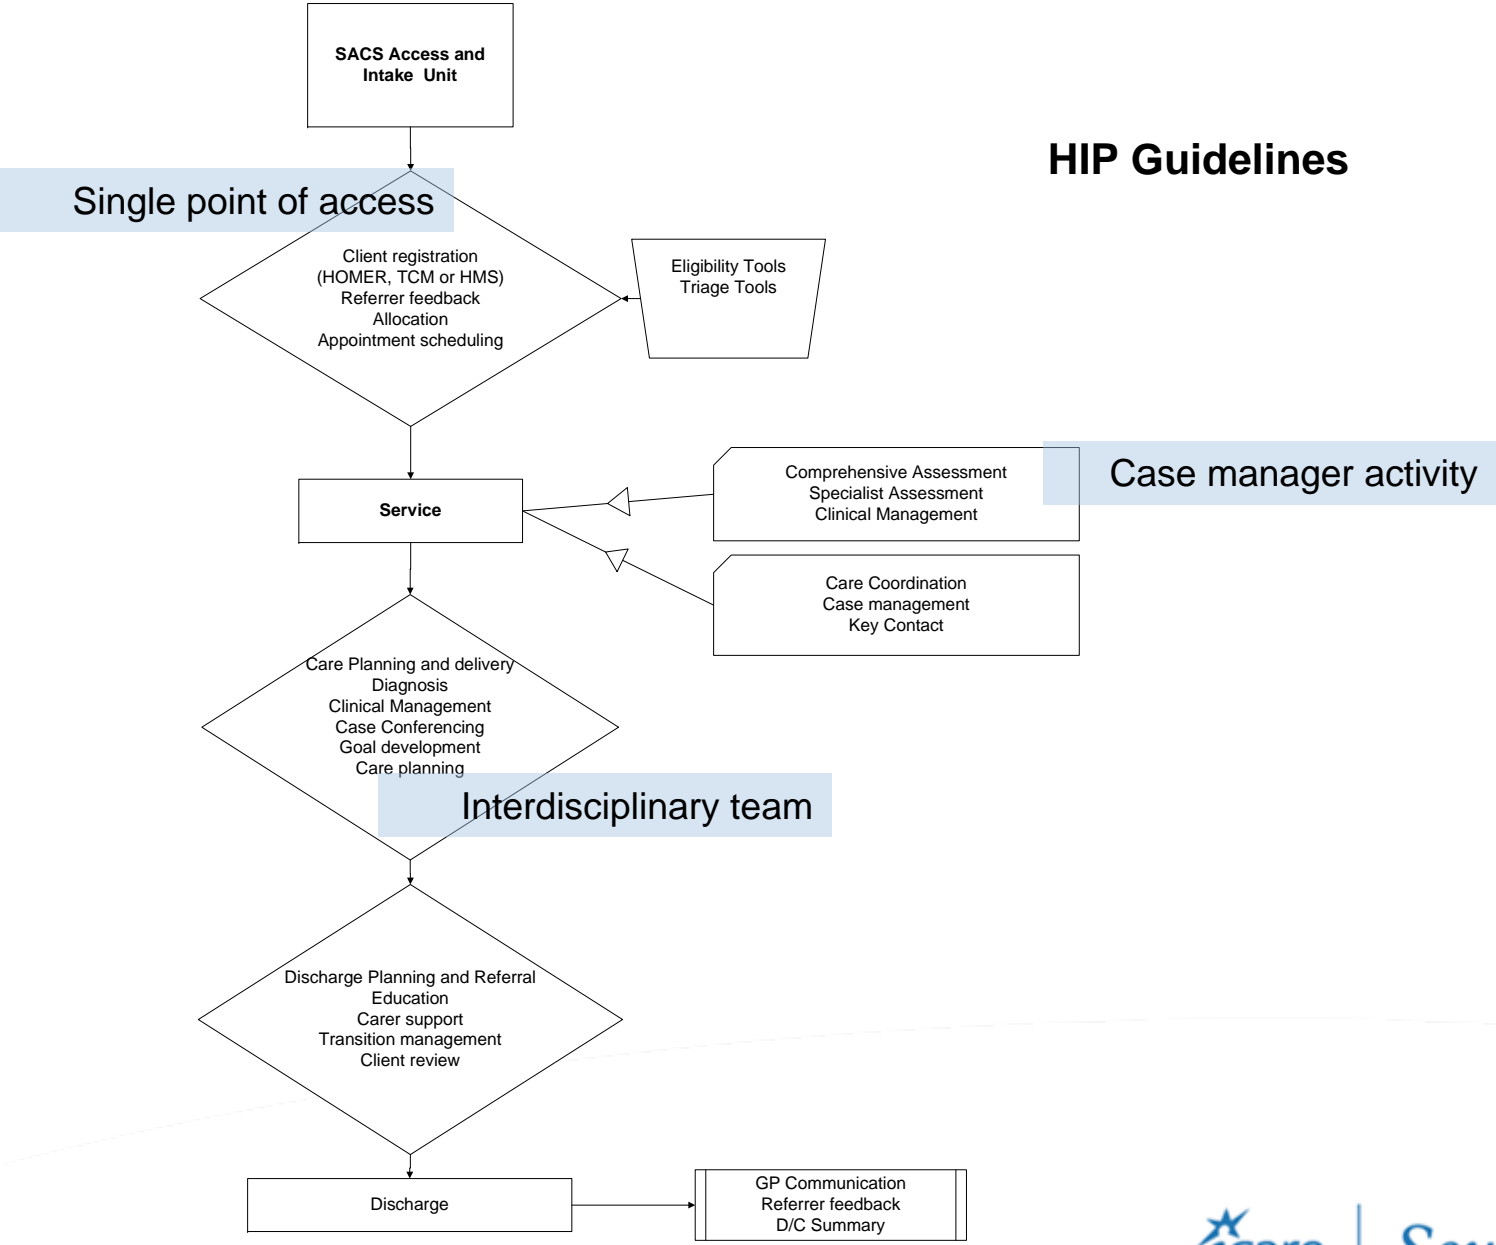 SACS Access and
Intake Unit
HIP Guidelines
Single point of access
Client registration
(HOMER, TCM or HMS)
Referrer feedback
Allocation
Appointment scheduling
Eligibility Tools
Triage Tools
Service
Comprehensive Assessment
Specialist Assessment
Clinical Management
Case manager activity
Care Coordination
Case management
Key Contact
Care Planning and delivery
Diagnosis
Clinical Management
Case Conferencing
Goal development
Care planning
Interdisciplinary team
Discharge Planning and Referral
Education
Carer support
Transition management
Client review
Discharge
GP Communication
Referrer feedback
D/C Summary